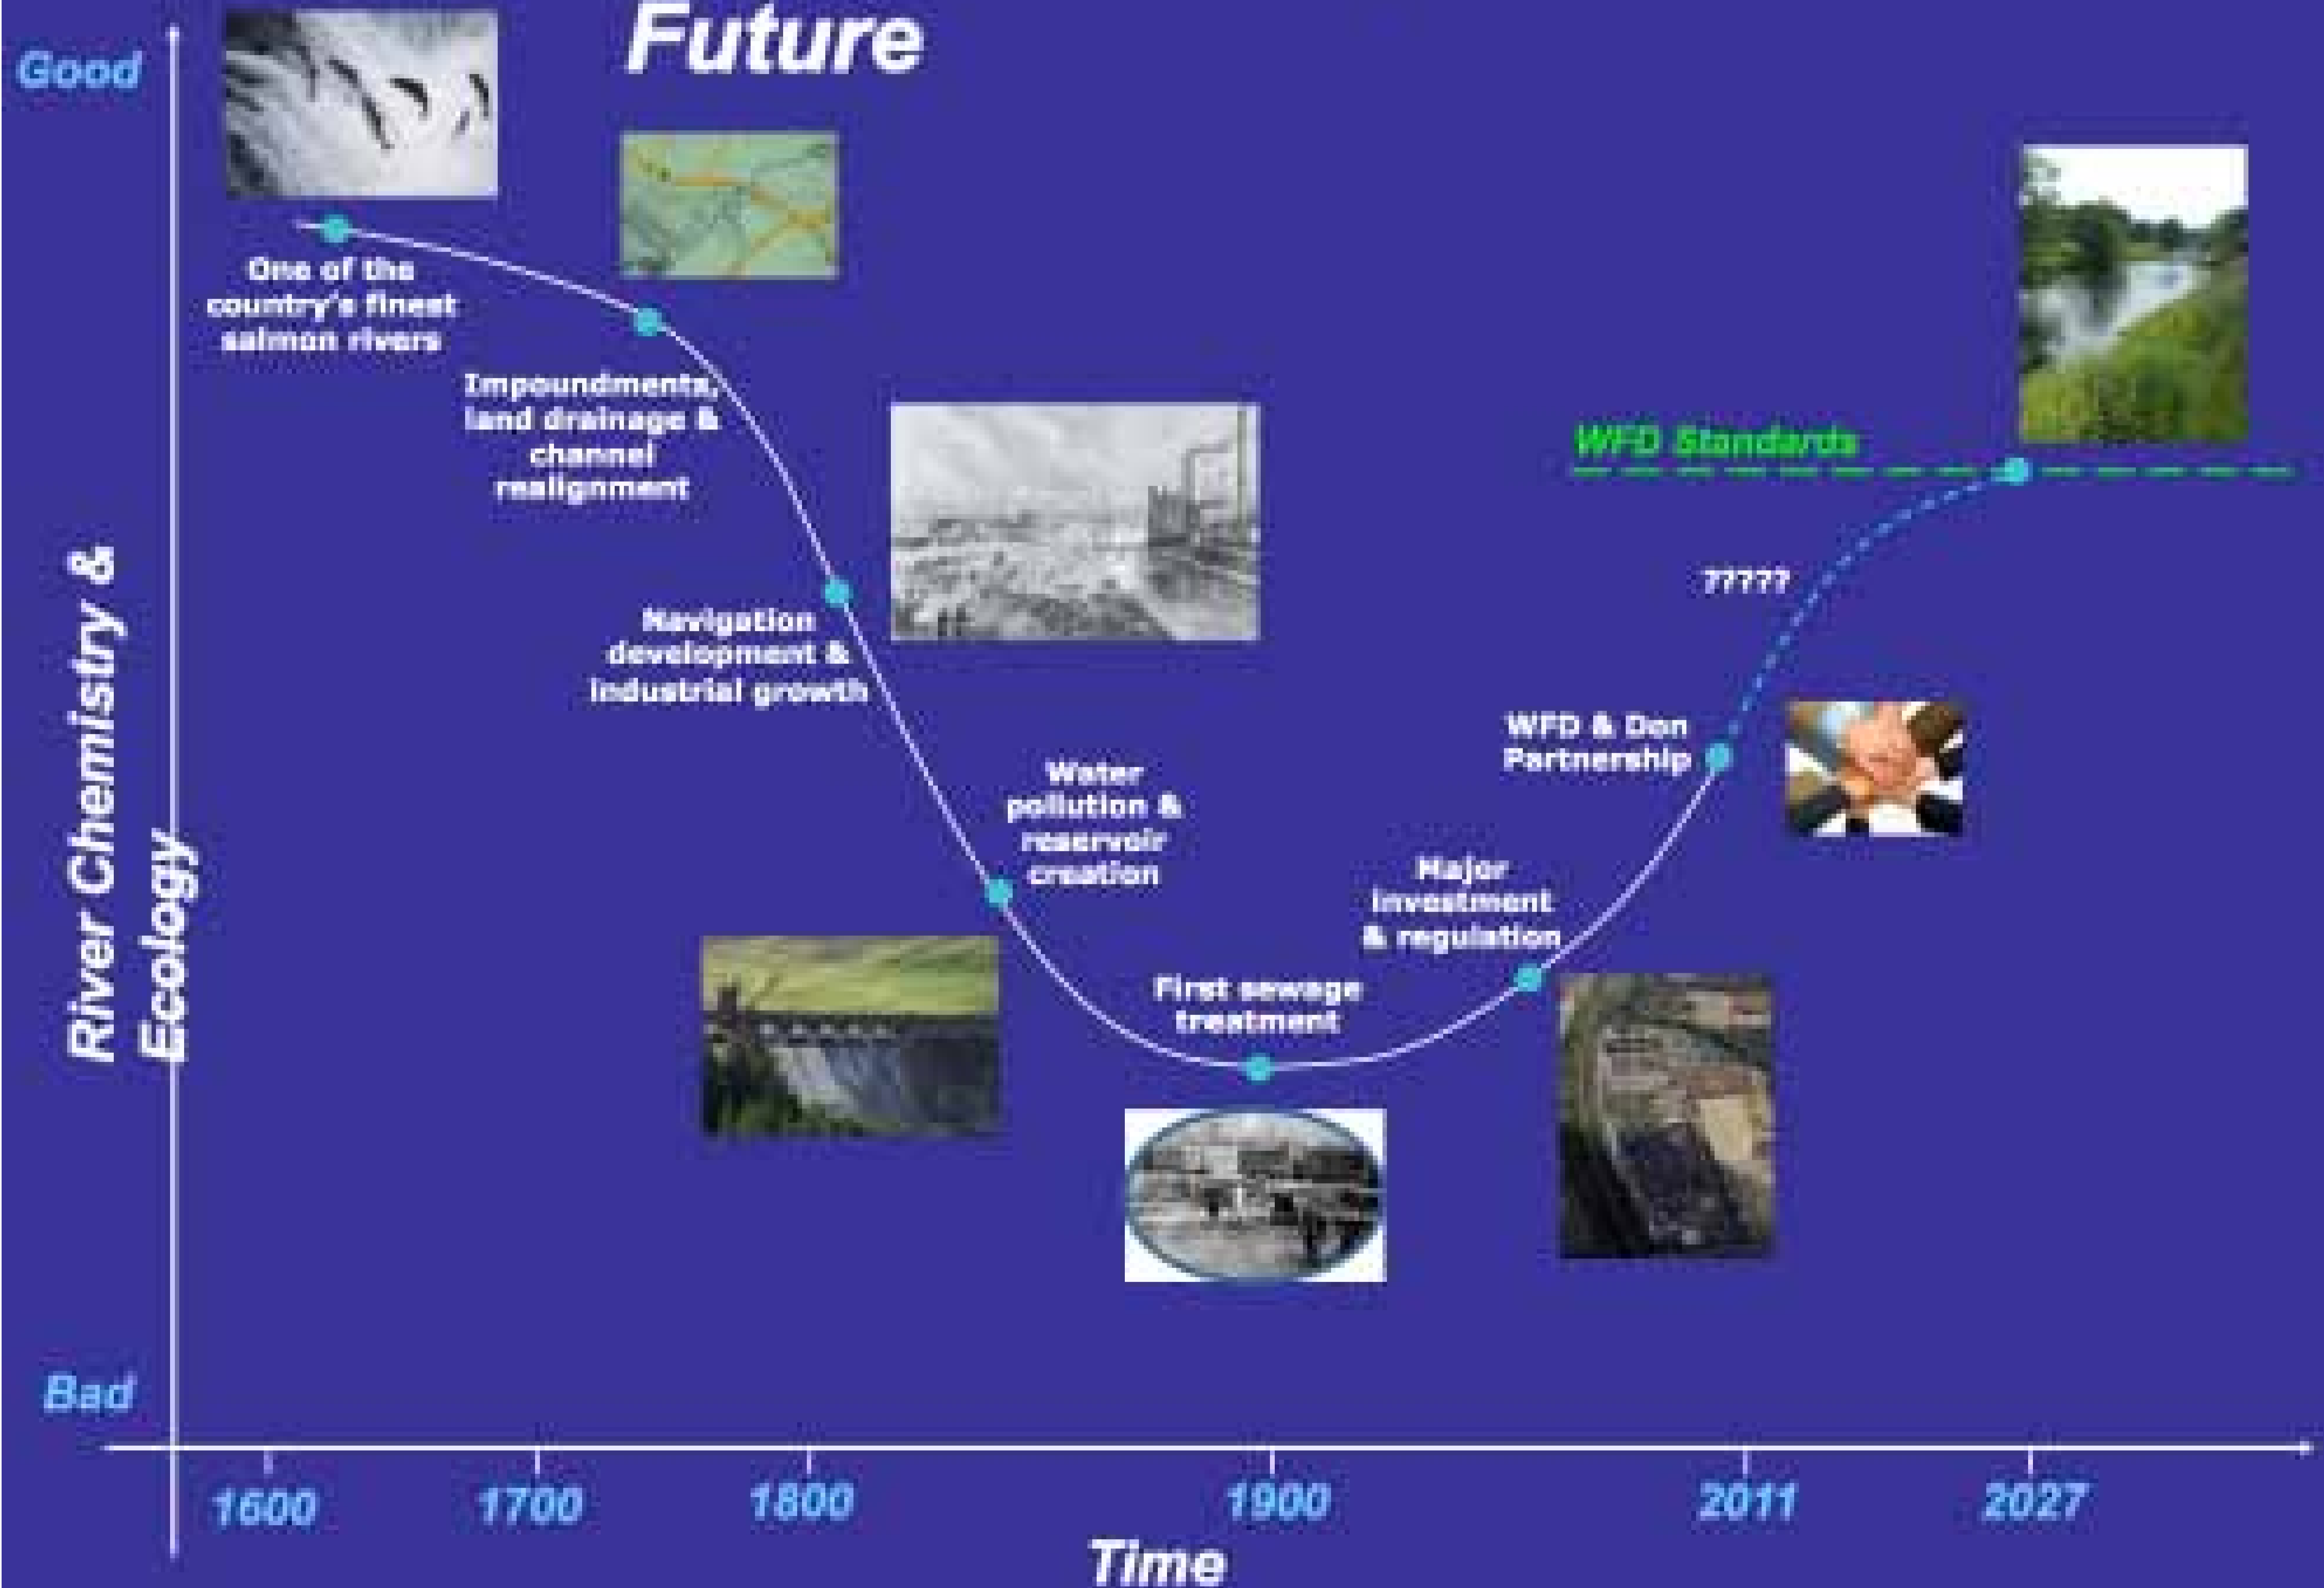 Future
Good
One of the
country's finest
salmon rivers
Impoundments,
land drainage &
channel
realignment
WFD Standards
?????
Navigation
development &
industrial growth
River Chemistry &
Ecology
WFD & Don
Partnership
Water
pollution &
reservoir
creation
Major
investment
& regulation
First sewage
treatment
Bad
1600
1700
1800
1900
2011
2027
Time